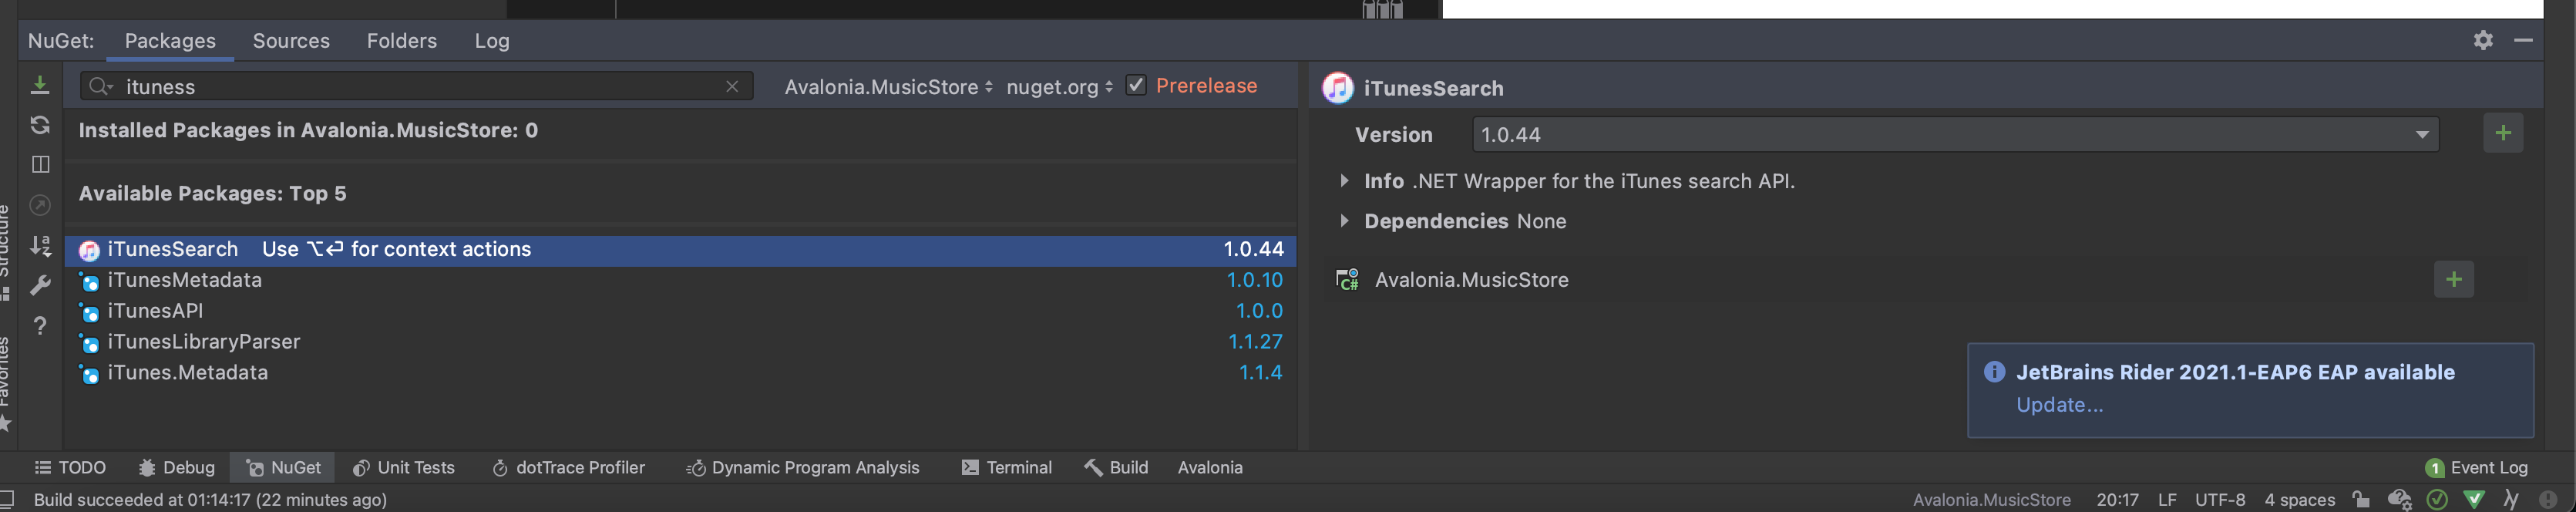 NuGet: Packages Sources Folders Log
ituness Avalonia.MusicStore nuget.org Prerelease
Installed Packages in Avalonia.MusicStore: 0
Available Packages: Top 5
iTunesSearch Use ⌥⏎ for context actions 1.0.44
iTunesMetadata 1.0.10
iTunesAPI 1.0.0
iTunesLibraryParser 1.1.27
iTunes.Metadata 1.1.4
iTunesSearch
Version 1.0.44
Info .NET Wrapper for the iTunes search API.
Dependencies None
Avalonia.MusicStore
JetBrains Rider 2021.1-EAP6 EAP available
Update...
Structure
Favorites
TODO Debug NuGet Unit Tests dotTrace Profiler Dynamic Program Analysis Terminal Build Avalonia 1 Event Log
Build succeeded at 01:14:17 (22 minutes ago) Avalonia.MusicStore 20:17 LF UTF-8 4 spaces